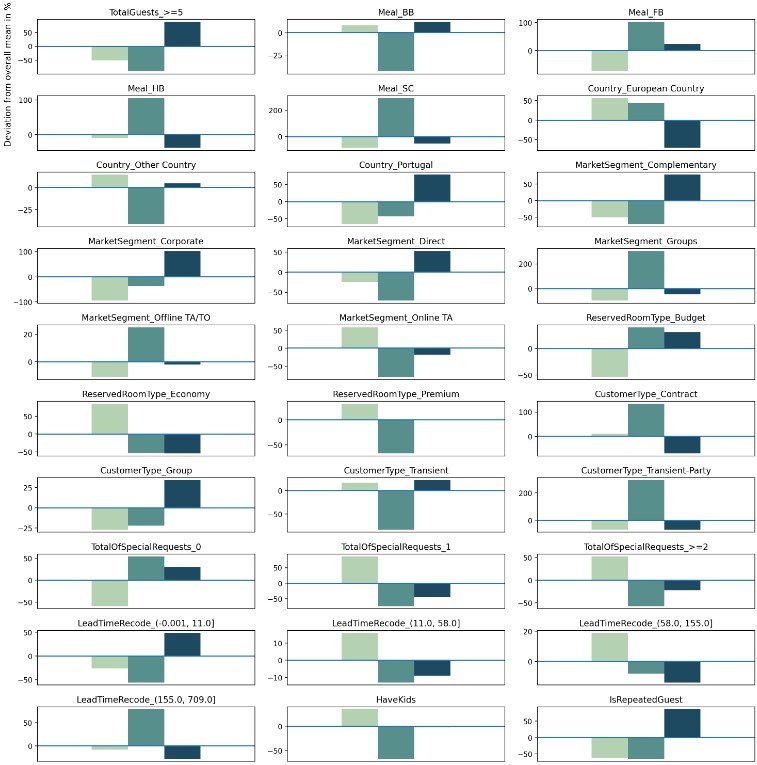 Deviation from overall mean in %
TotalGuests_>=5
50
0
−50
Meal_BB
0
−25
Meal_FB
100
0
Meal_HB
100
0
Meal_SC
200
0
Country_European Country
50
0
−50
Country_Other Country
0
−25
Country_Portugal
50
0
−50
MarketSegment_Complementary
50
0
−50
MarketSegment_Corporate
100
0
−100
MarketSegment_Direct
50
0
−50
MarketSegment_Groups
200
0
MarketSegment_Offline TA/TO
20
0
MarketSegment_Online TA
50
0
−50
ReservedRoomType_Budget
0
−50
ReservedRoomType_Economy
50
0
−50
ReservedRoomType_Premium
0
−50
CustomerType_Contract
100
0
CustomerType_Group
25
0
−25
CustomerType_Transient
0
−50
CustomerType_Transient-Party
200
0
TotalOfSpecialRequests_0
50
0
−50
TotalOfSpecialRequests_1
50
0
−50
TotalOfSpecialRequests_>=2
50
0
−50
LeadTimeRecode_(-0.001, 11.0]
50
0
−50
LeadTimeRecode_(11.0, 58.0]
10
0
−10
LeadTimeRecode_(58.0, 155.0]
20
0
LeadTimeRecode_(155.0, 709.0]
50
0
HaveKids
0
−50
IsRepeatedGuest
50
0
−50